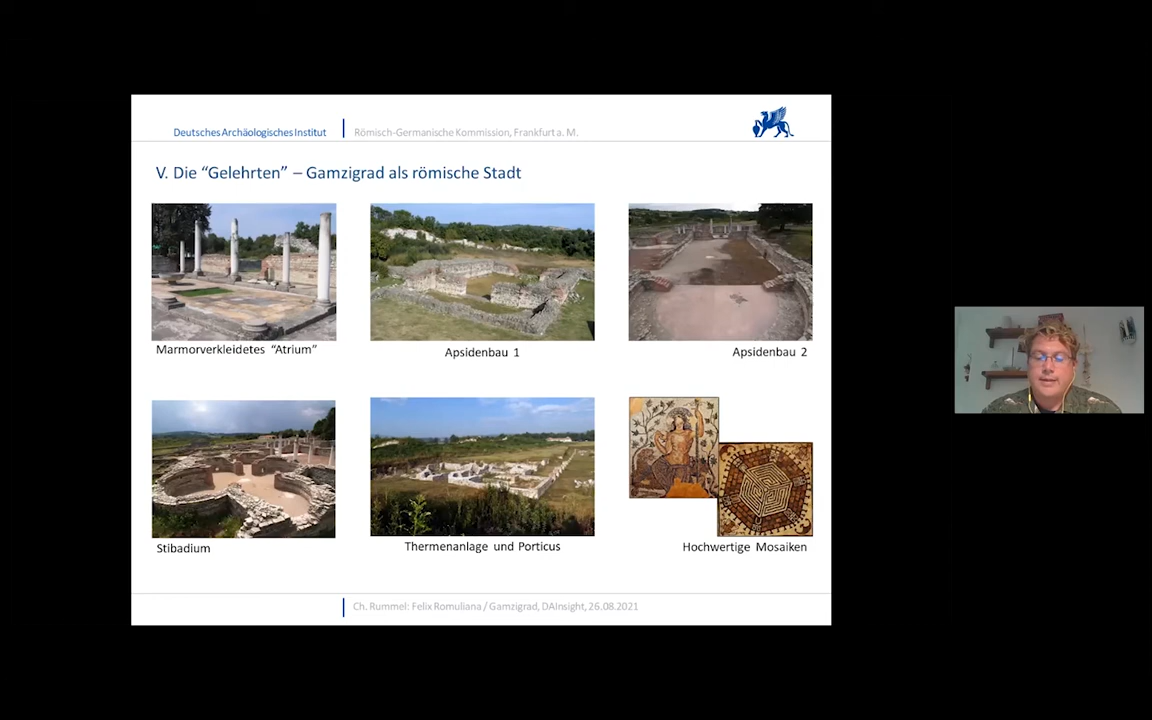 Deutsches Archäologisches Institut
Römisch-Germanische Kommission, Frankfurt a. M.
V. Die “Gelehrten” – Gamzigrad als römische Stadt
Marmorverkleidetes “Atrium”
Apsidenbau 1
Apsidenbau 2
Stibadium
Thermenanlage und Porticus
Hochwertige Mosaiken
Ch. Rummel: Felix Romuliana / Gamzigrad, DAInsight, 26.08.2021